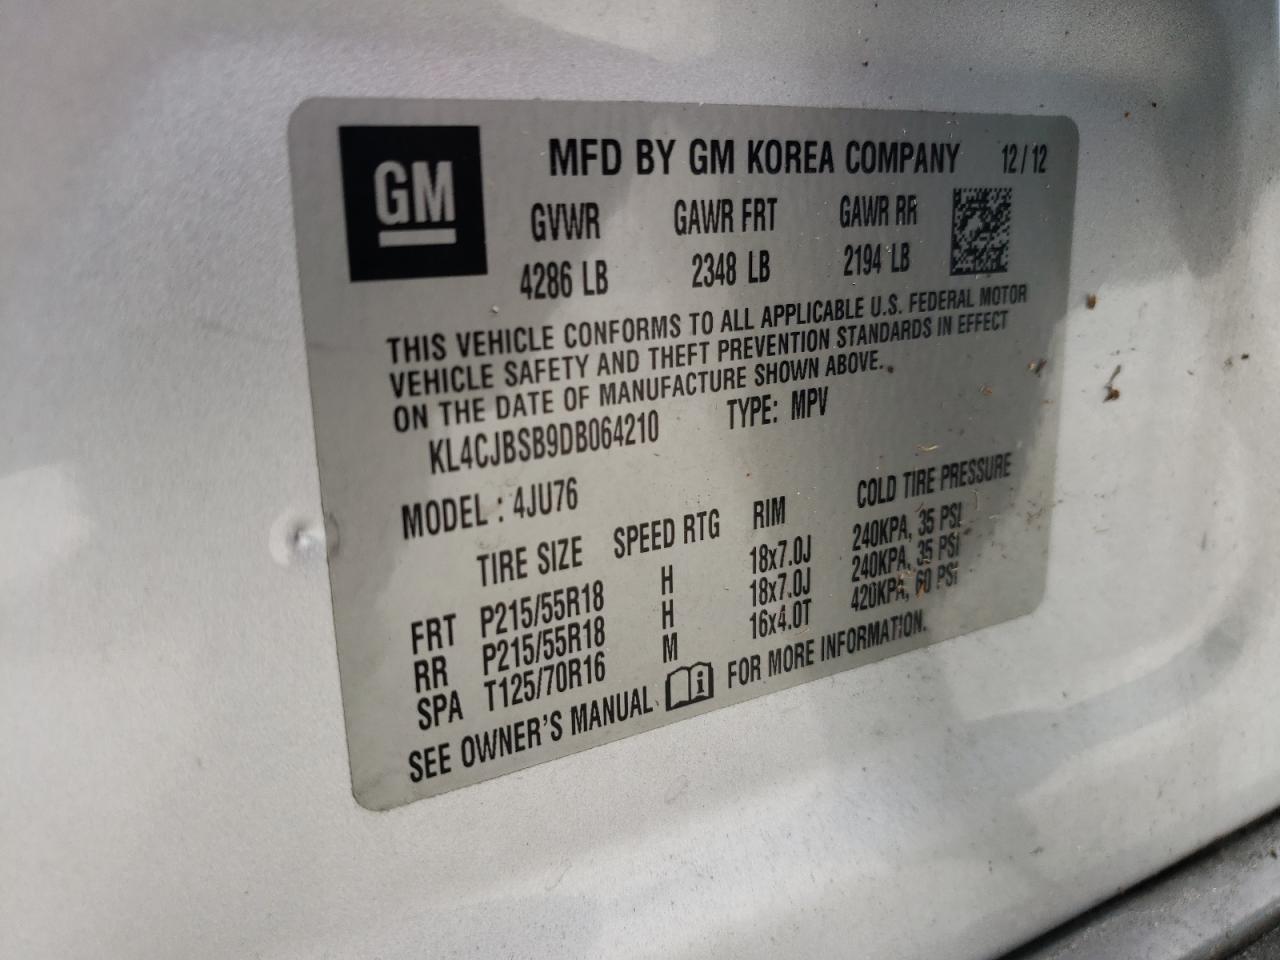 GM
MFD BY GM KOREA COMPANY 12/12
GVWR GAWR FRT GAWR RR
4286 LB 2348 LB 2194 LB
THIS VEHICLE CONFORMS TO ALL APPLICABLE U.S. FEDERAL MOTOR
VEHICLE SAFETY AND THEFT PREVENTION STANDARDS IN EFFECT
ON THE DATE OF MANUFACTURE SHOWN ABOVE.
KL4CJBSB9DB064210 TYPE: MPV
MODEL : 4JU76
TIRE SIZE SPEED RTG RIM COLD TIRE PRESSURE
FRT P215/55R18 H 18x7.0J 240KPA, 35 PSI
RR P215/55R18 H 18x7.0J 240KPA, 35 PSI
SPA T125/70R16 M 16x4.0T 420KPA, 60 PSI
SEE OWNER'S MANUAL i FOR MORE INFORMATION.